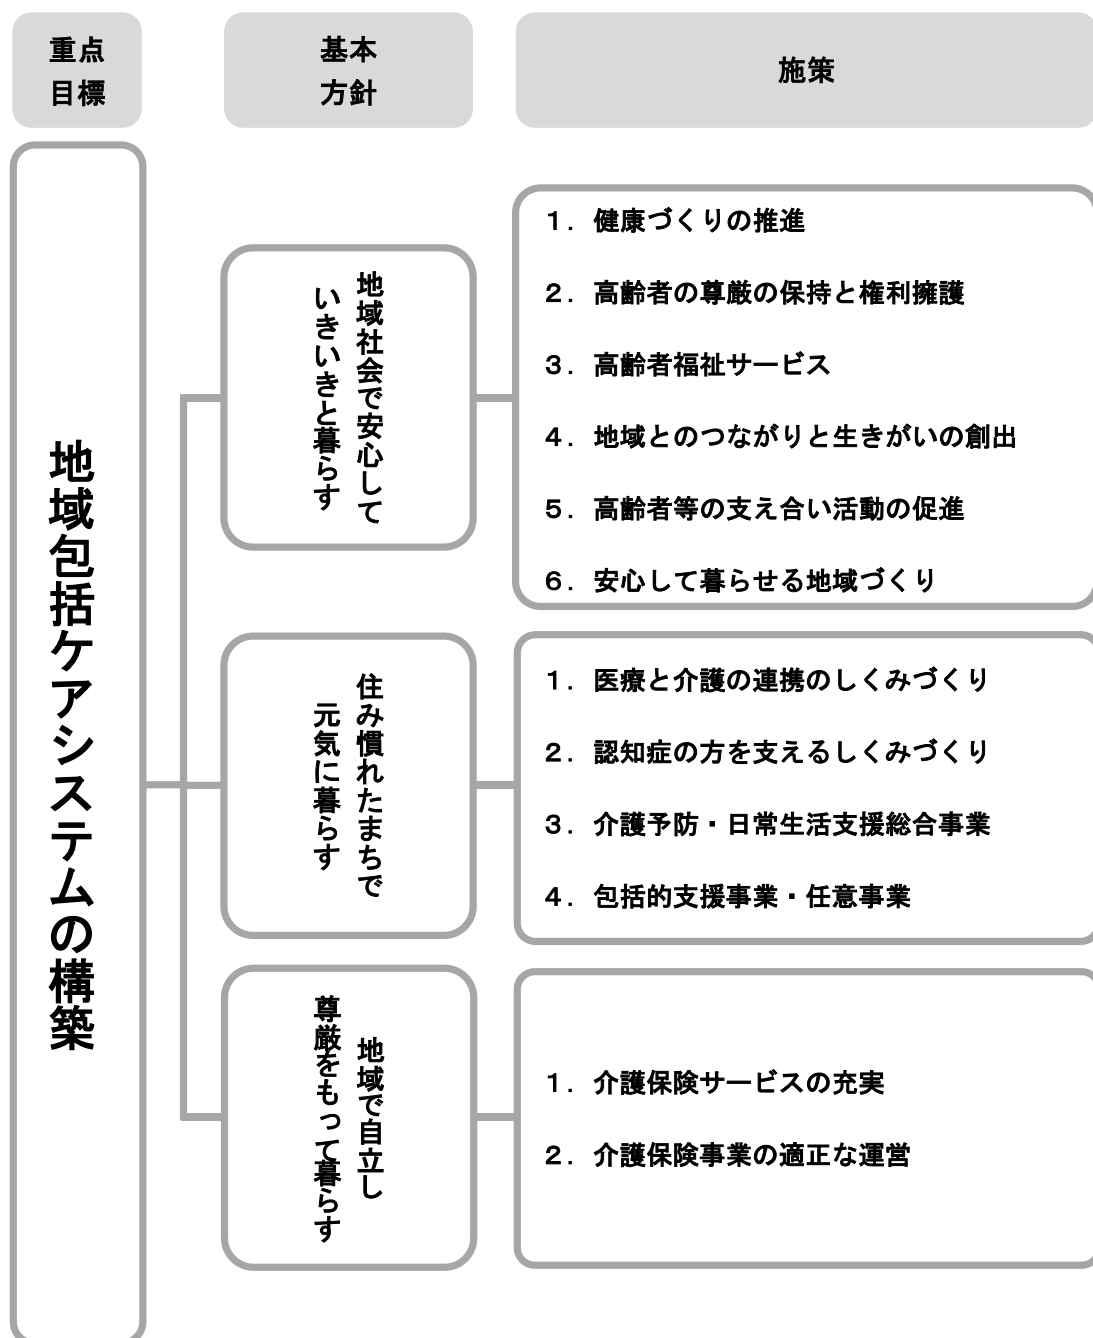 重点
目標
基本
方針
施策
地域包括ケアシステムの構築
地域社会で安心して
いきいきと暮らす
１．健康づくりの推進
２．高齢者の尊厳の保持と権利擁護
３．高齢者福祉サービス
４．地域とのつながりと生きがいの創出
５．高齢者等の支え合い活動の促進
６．安心して暮らせる地域づくり
住み慣れたまちで
元気に暮らす
１．医療と介護の連携のしくみづくり
２．認知症の方を支えるしくみづくり
３．介護予防・日常生活支援総合事業
４．包括的支援事業・任意事業
地域で自立し
尊厳をもって暮らす
１．介護保険サービスの充実
２．介護保険事業の適正な運営